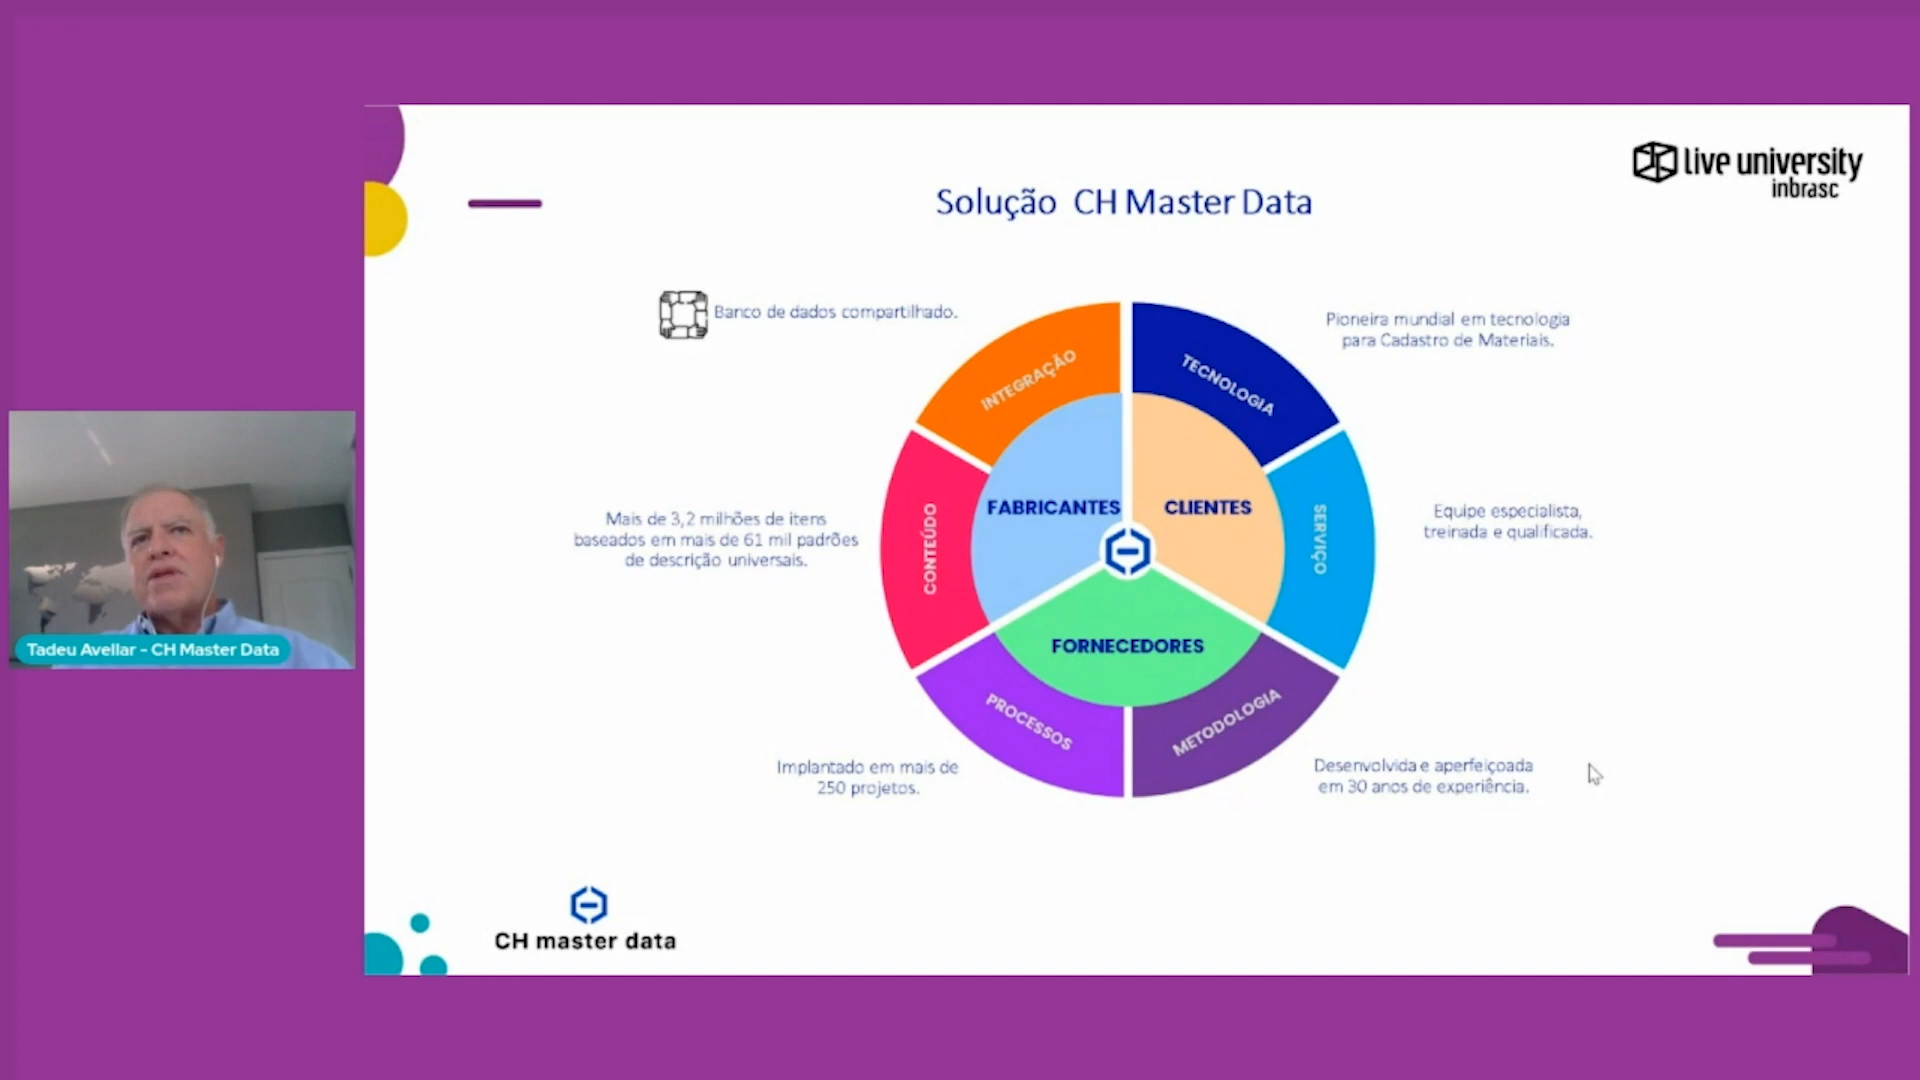 live university
inbrasc
Solução CH Master Data
Banco de dados compartilhado.
Pioneira mundial em tecnologia
para Cadastro de Materiais.
INTEGRAÇÃO
TECNOLOGIA
Mais de 3,2 milhões de itens
baseados em mais de 61 mil padrões
de descrição universais.
CONTEÚDO
FABRICANTES
CLIENTES
SERVIÇO
Equipe especialista,
treinada e qualificada.
FORNECEDORES
PROCESSOS
METODOLOGIA
Implantado em mais de
250 projetos.
Desenvolvida e aperfeiçoada
em 30 anos de experiência.
Tadeu Avellar - CH Master Data
CH master data